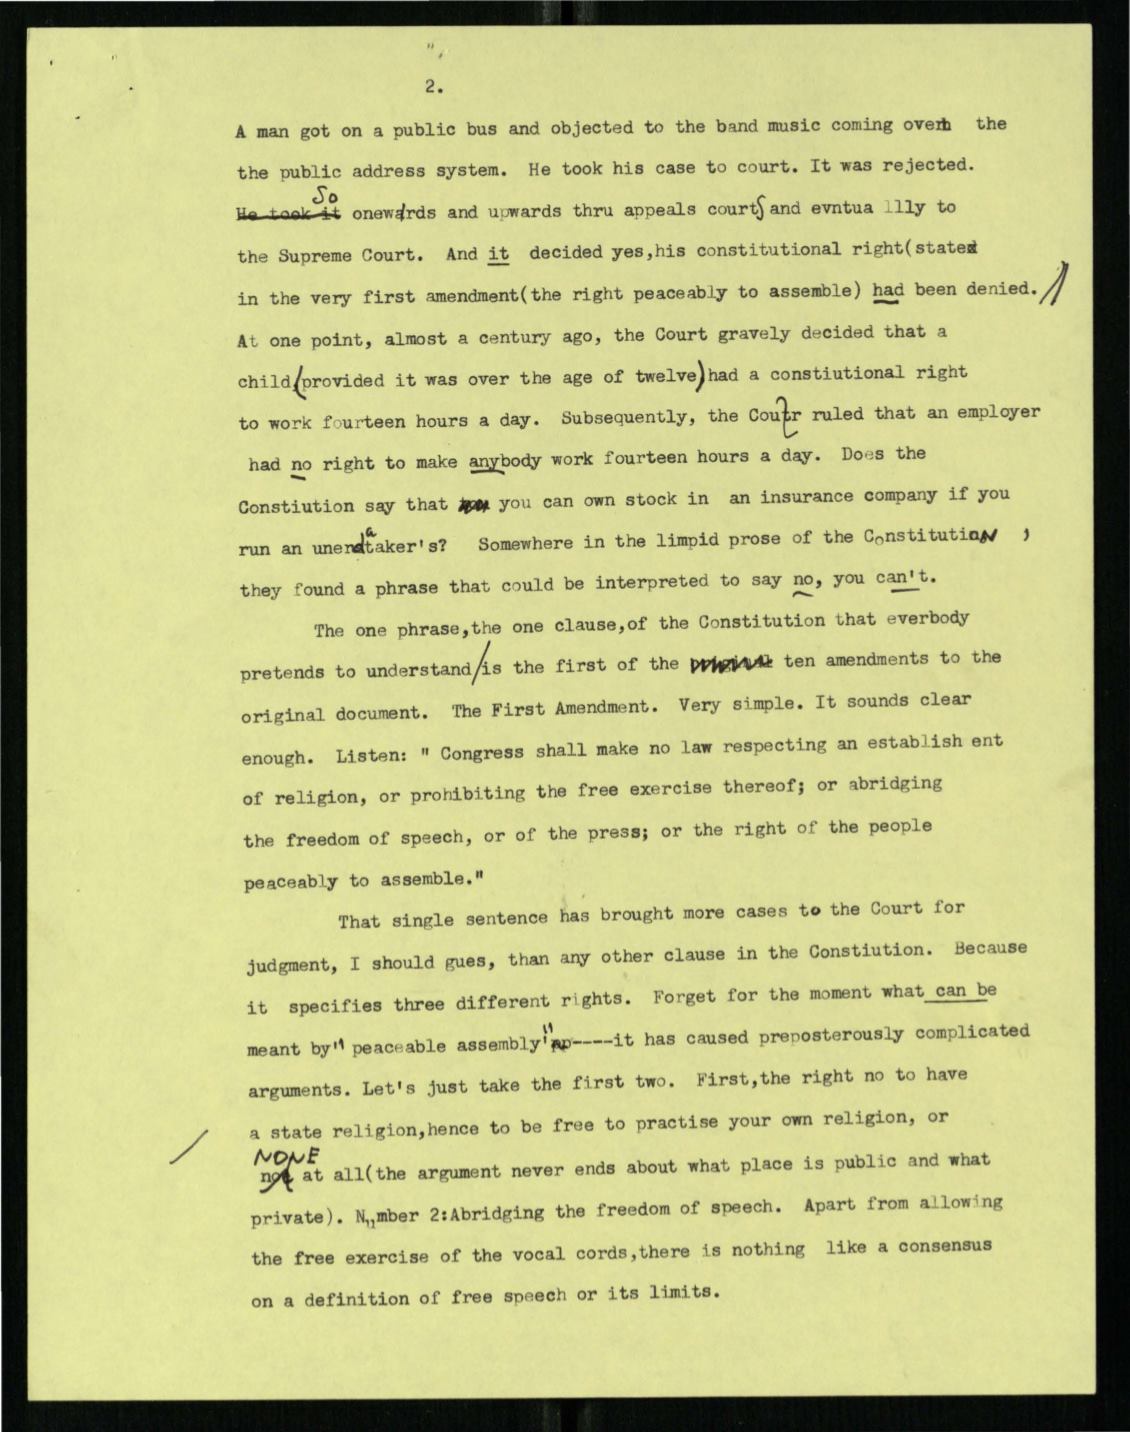 2.
A man got on a public bus and objected to the band music coming over the
the public address system. He took his case to court. It was rejected.
So
He took it onewards and upwards thru appeals courts and evntua llly to
the Supreme Court. And it decided yes,his constitutional right(stated
in the very first amendment(the right peaceably to assemble) had been denied.
At one point, almost a century ago, the Court gravely decided that a
child(provided it was over the age of twelve)had a constiutional right
to work fourteen hours a day. Subsequently, the Coutr ruled that an employer
had no right to make anybody work fourteen hours a day. Does the
Constiution say that you can own stock in an insurance company if you
run an undertaker's? Somewhere in the limpid prose of the Constitution ,
they found a phrase that could be interpreted to say no, you can't.
The one phrase,the one clause,of the Constitution that everbody
pretends to understand/is the first of the original ten amendments to the
original document. The First Amendment. Very simple. It sounds clear
enough. Listen: " Congress shall make no law respecting an establish ent
of religion, or prohibiting the free exercise thereof; or abridging
the freedom of speech, or of the press; or the right of the people
peaceably to assemble."
That single sentence has brought more cases to the Court for
judgment, I should gues, than any other clause in the Constiution. Because
it specifies three different rights. Forget for the moment what can be
meant by" peaceable assembly"----it has caused preposterously complicated
arguments. Let's just take the first two. First,the right no to have
a state religion,hence to be free to practise your own religion, or
NONE
not at all(the argument never ends about what place is public and what
private). Number 2:Abridging the freedom of speech. Apart from allowing
the free exercise of the vocal cords,there is nothing like a consensus
on a definition of free speech or its limits.